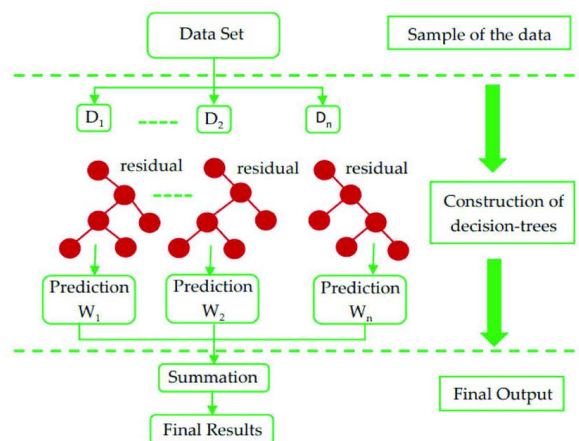 Data Set
Sample of the data
D1
D2
Dn
residual
residual
residual
Construction of
decision-trees
Prediction
W1
Prediction
W2
Prediction
Wn
Summation
Final Output
Final Results